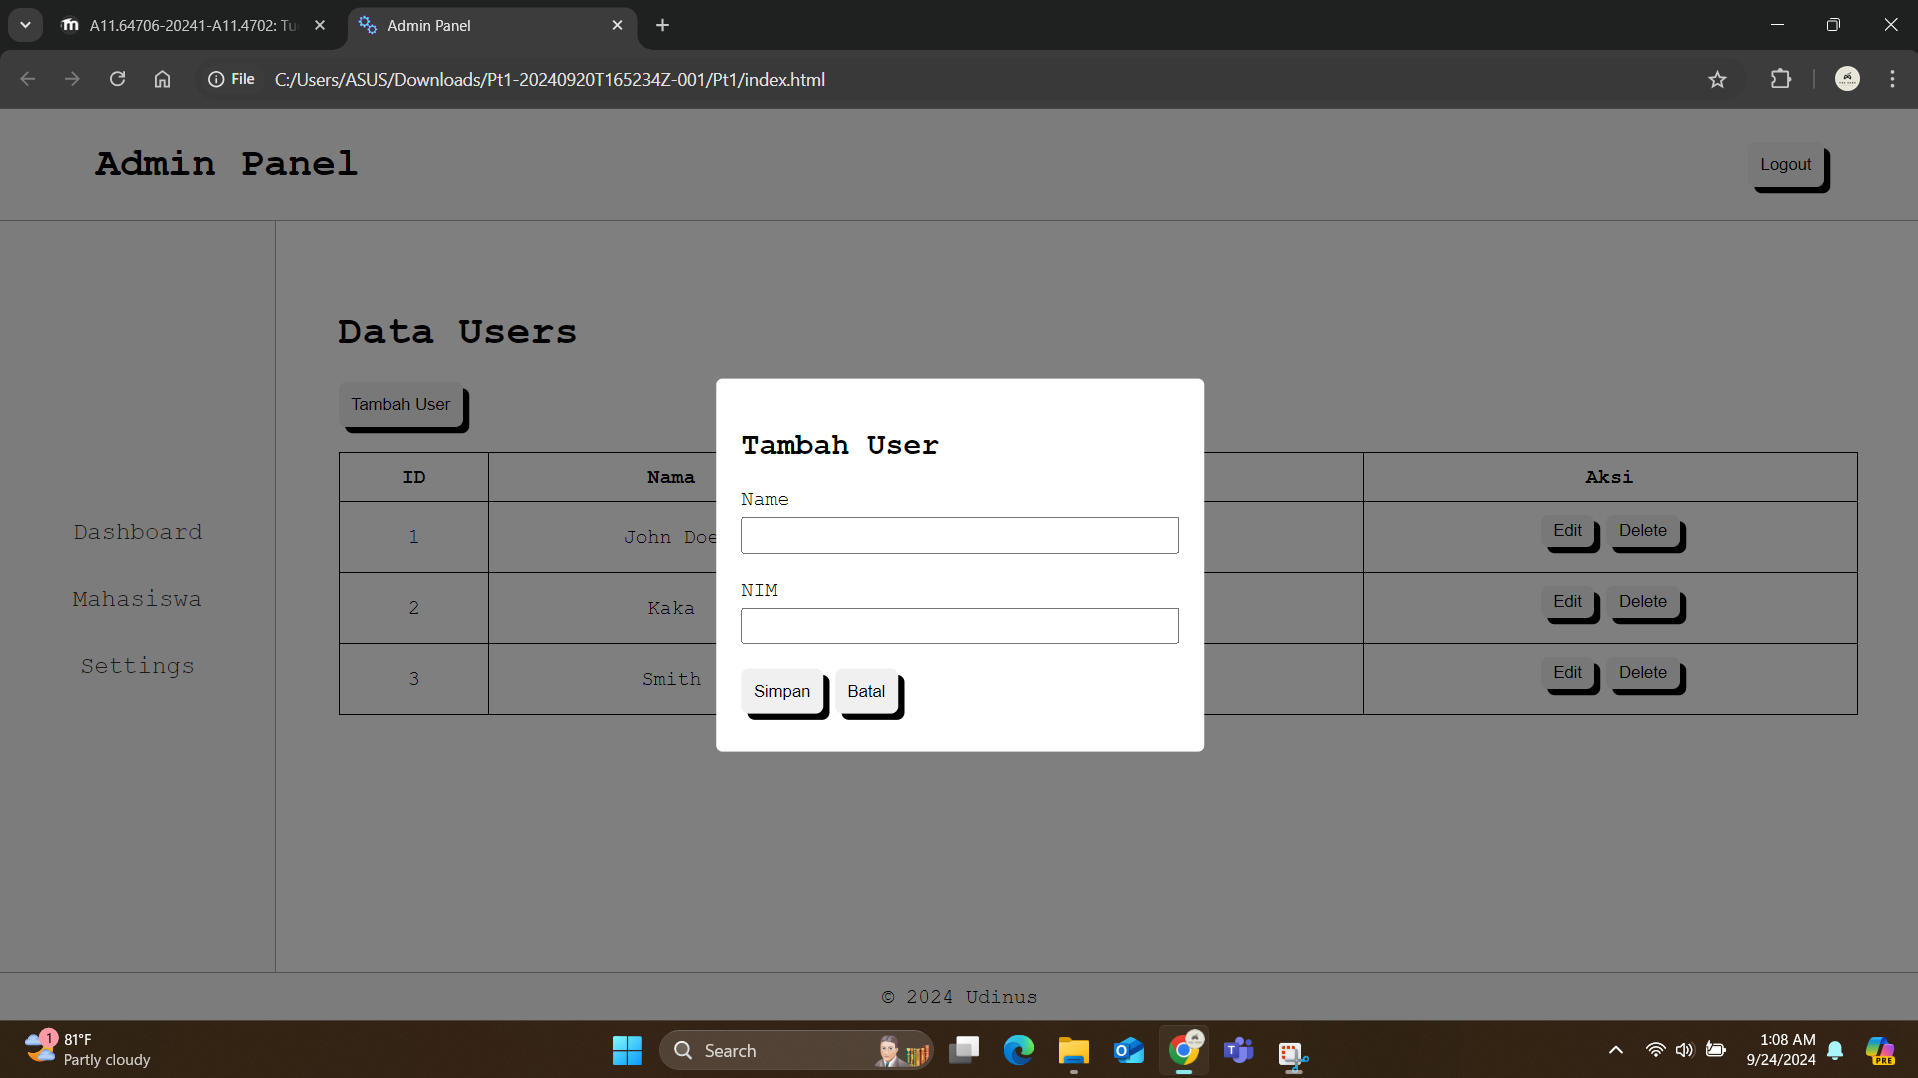 A11.64706-20241-A11.4702: Tu
Admin Panel
File
C:/Users/ASUS/Downloads/Pt1-20240920T165234Z-001/Pt1/index.html
Admin Panel
Logout
Dashboard
Mahasiswa
Settings
Data Users
Tambah User
ID Nama Aksi
1 John Doe Edit Delete
2 Kaka Edit Delete
3 Smith Edit Delete
Tambah User
Name
NIM
Simpan Batal
© 2024 Udinus
1
81°F
Partly cloudy
Search
1:08 AM
9/24/2024
PRE